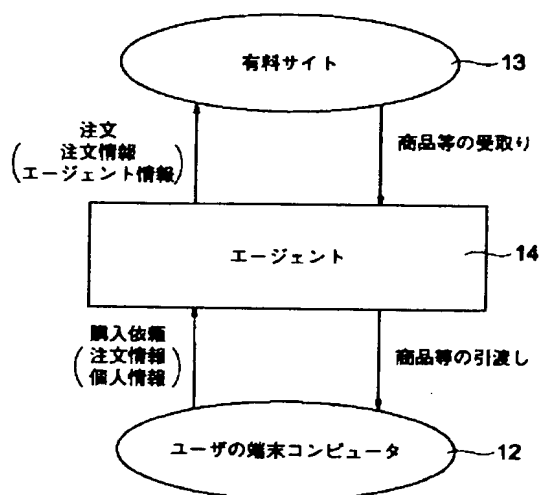 有料サイト
13
注文
注文情報
エージェント情報
商品等の受取り
エージェント
14
購入依頼
注文情報
個人情報
商品等の引渡し
ユーザの端末コンピュータ
12